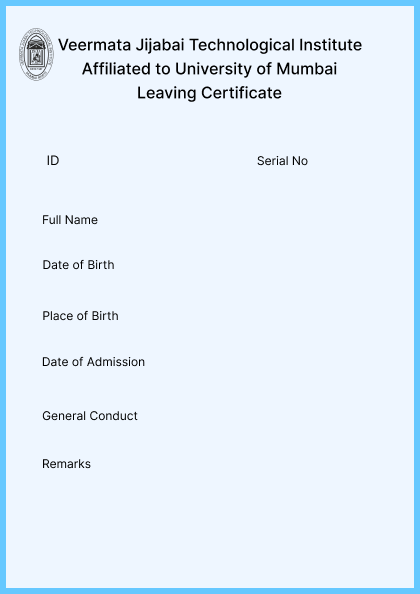 Veermata Jijabai Technological Institute
Affiliated to University of Mumbai
Leaving Certificate
ID
Serial No
Full Name
Date of Birth
Place of Birth
Date of Admission
General Conduct
Remarks